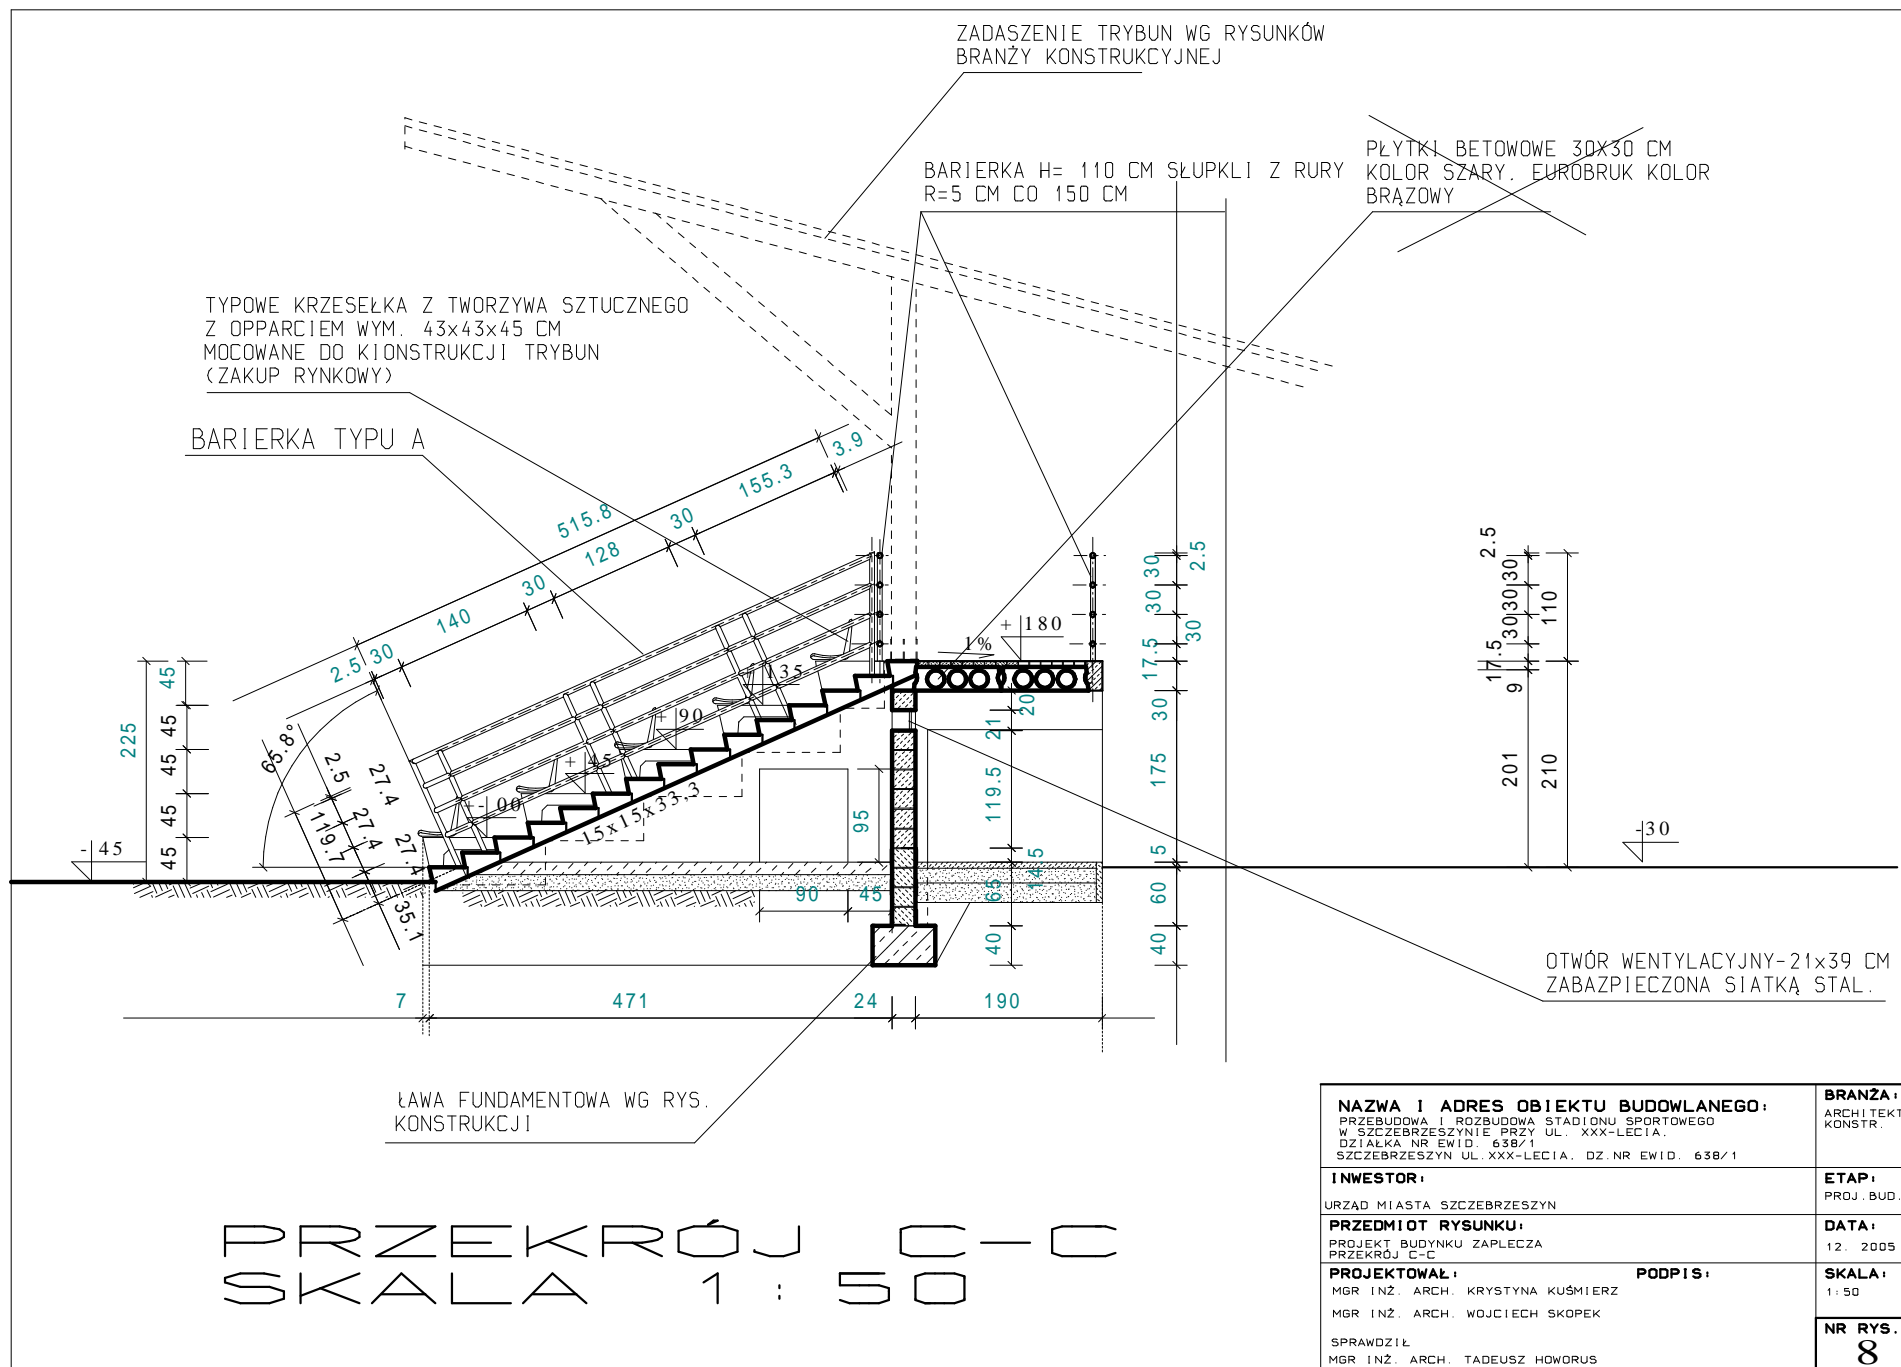 ZADASZENIE TRYBUN WG RYSUNKÓW
BRANŻY KONSTRUKCYJNEJ
BARIERKA H= 110 CM SŁUPKLI Z RURY
R=5 CM CO 150 CM
PŁYTKI BETOWOWE 30X30 CM
KOLOR SZARY. EUROBRUK KOLOR
BRĄZOWY
TYPOWE KRZESEŁKA Z TWORZYWA SZTUCZNEGO
Z OPPARCIEM WYM. 43x43x45 CM
MOCOWANE DO KIONSTRUKCJI TRYBUN
(ZAKUP RYNKOWY)
BARIERKA TYPU A
3.9
155.3
515.8
30
128
30
140
30
2.5
65.8°
2.5
27.4
119.7
27.4
27.4
35.1
225
45
45
45
45
45
- 45
+- 00
+ 45
+ 90
135
+ 180
1%
15x15x33,3
95
90
45
20
21
119.5
14.5
65
40
2.5
30
30
30
17.5
30
175
5
60
40
2.5
30
30
30
17.5
9
201
110
210
-30
7
471
24
190
OTWÓR WENTYLACYJNY-21x39 CM
ZABAZPIECZONA SIATKĄ STAL.
ŁAWA FUNDAMENTOWA WG RYS.
KONSTRUKCJI
PRZEKRÓJ C-C
SKALA 1:50
NAZWA I ADRES OBIEKTU BUDOWLANEGO:
PRZEBUDOWA I ROZBUDOWA STADIONU SPORTOWEGO
W SZCZEBRZESZYNIE PRZY UL. XXX-LECIA.
DZIAŁKA NR EWID. 638/1
SZCZEBRZESZYN UL.XXX-LECIA. DZ.NR EWID. 638/1
BRANŻA:
ARCHITEKT
KONSTR.
INWESTOR:
URZĄD MIASTA SZCZEBRZESZYN
ETAP:
PROJ.BUD.
PRZEDMIOT RYSUNKU:
PROJEKT BUDYNKU ZAPLECZA
PRZEKRÓJ C-C
DATA:
12. 2005
PROJEKTOWAŁ: PODPIS:
MGR INŻ. ARCH. KRYSTYNA KUŚMIERZ
MGR INŻ. ARCH. WOJCIECH SKOPEK
SPRAWDZIŁ
MGR INŻ. ARCH. TADEUSZ HOWORUS
SKALA:
1:50
NR RYS.
8